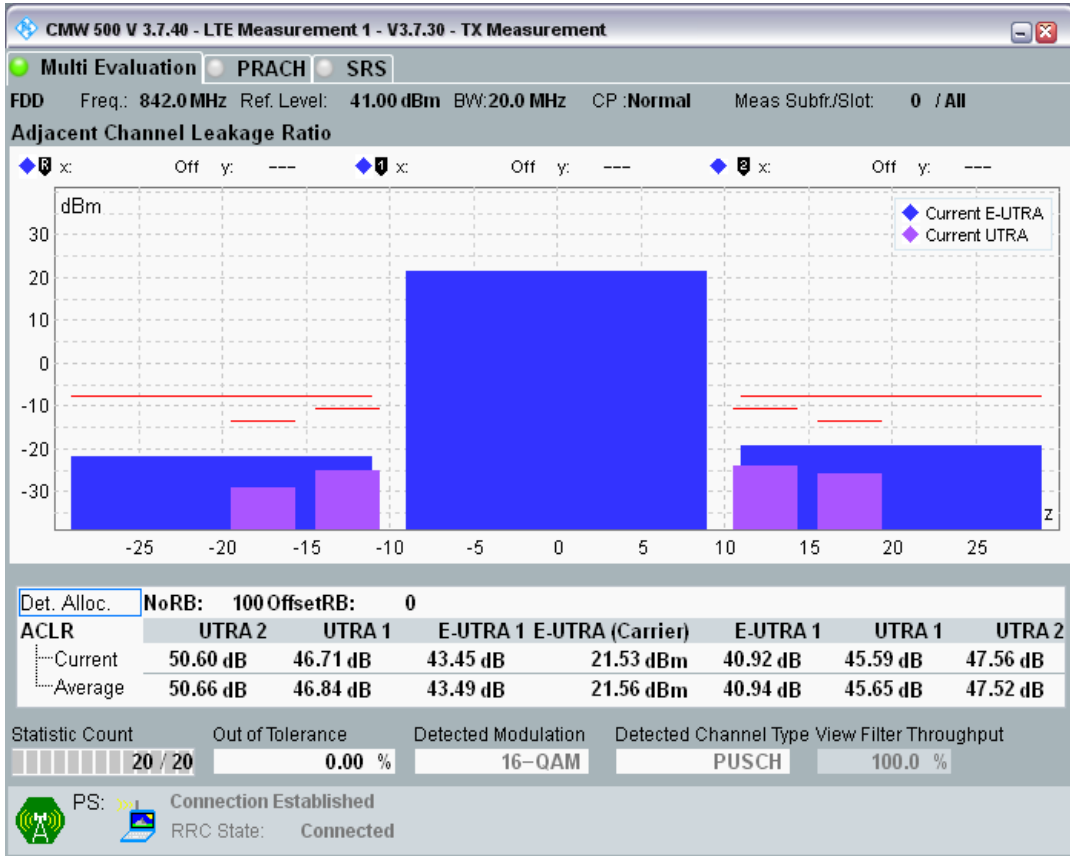 CMW 500 V 3.7.40 - LTE Measurement 1 - V3.7.30 - TX Measurement
Multi Evaluation PRACH SRS
FDD Freq.: 842.0 MHz Ref. Level: 41.00 dBm BW: 20.0 MHz CP : Normal Meas Subfr./Slot: 0 / All
Adjacent Channel Leakage Ratio
R x: Off y: --- 1 x: Off y: --- 2 x: Off y: ---
dBm
Current E-UTRA
Current UTRA
30
20
10
0
-10
-20
-30
z
-25 -20 -15 -10 -5 0 5 10 15 20 25
Det. Alloc. NoRB: 100 OffsetRB: 0
ACLR UTRA 2 UTRA 1 E-UTRA 1 E-UTRA (Carrier) E-UTRA 1 UTRA 1 UTRA 2
Current 50.60 dB 46.71 dB 43.45 dB 21.53 dBm 40.92 dB 45.59 dB 47.56 dB
Average 50.66 dB 46.84 dB 43.49 dB 21.56 dBm 40.94 dB 45.65 dB 47.52 dB
Statistic Count Out of Tolerance Detected Modulation Detected Channel Type View Filter Throughput
20 / 20 0.00 % 16-QAM PUSCH 100.0 %
PS: Connection Established
RRC State: Connected